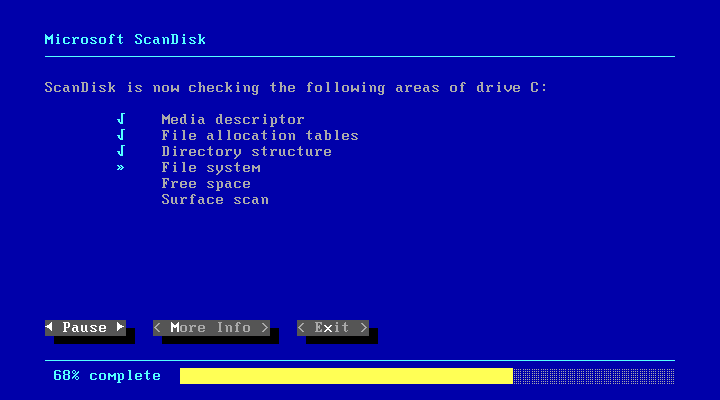 Microsoft ScanDisk
ScanDisk is now checking the following areas of drive C:
√ Media descriptor
√ File allocation tables
√ Directory structure
» File system
Free space
Surface scan
◄ Pause ► < More Info > < Exit >
68% complete